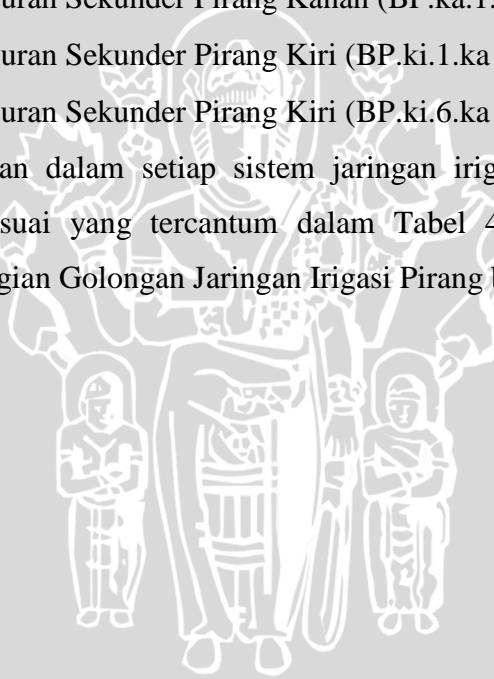 uran Sekunder Pirang Kanan (BP.ka.1.
uran Sekunder Pirang Kiri (BP.ki.1.ka
uran Sekunder Pirang Kiri (BP.ki.6.ka
an dalam setiap sistem jaringan irig
suai yang tercantum dalam Tabel 4
gian Golongan Jaringan Irigasi Pirang